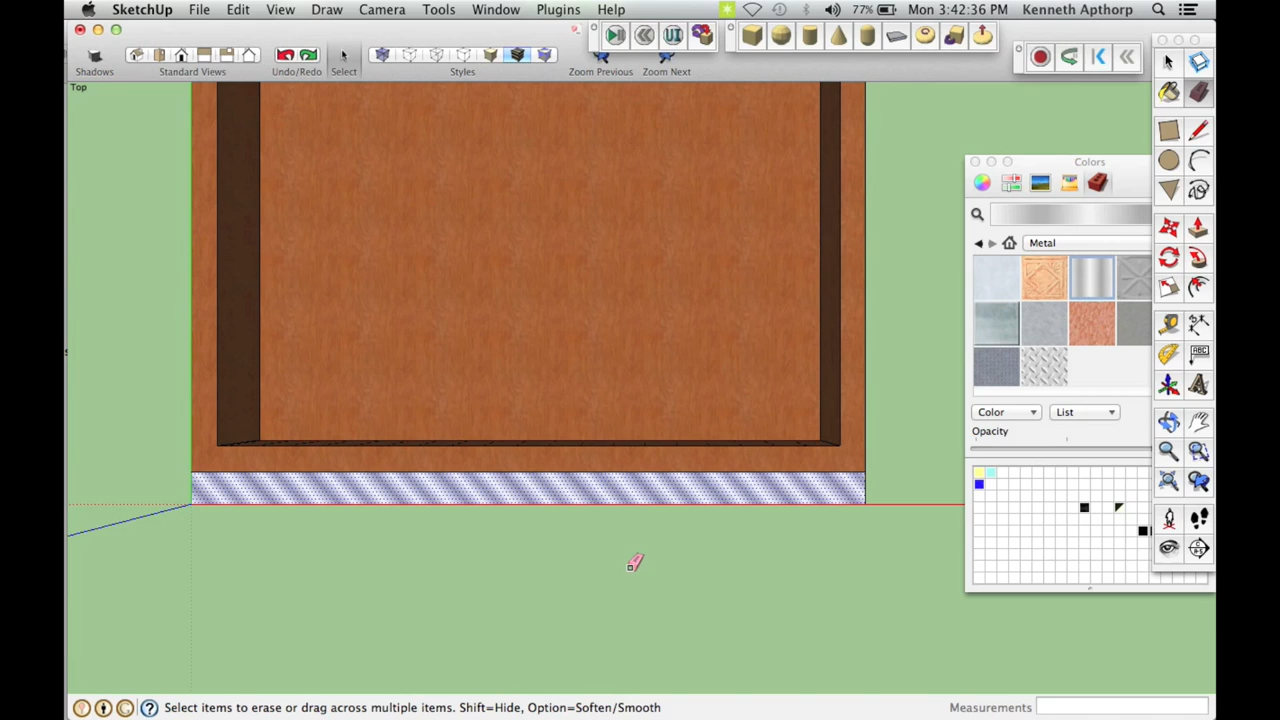 SketchUp File Edit View Draw Camera Tools Window Plugins Help 77% Mon 3:42:36 PM Kenneth Apthorp
Shadows Standard Views Undo/Redo Select Styles Zoom Previous Zoom Next
UI
Top
Colors
Metal
ABC
A
Color List
Opacity
Select items to erase or drag across multiple items. Shift=Hide, Option=Soften/Smooth Measurements